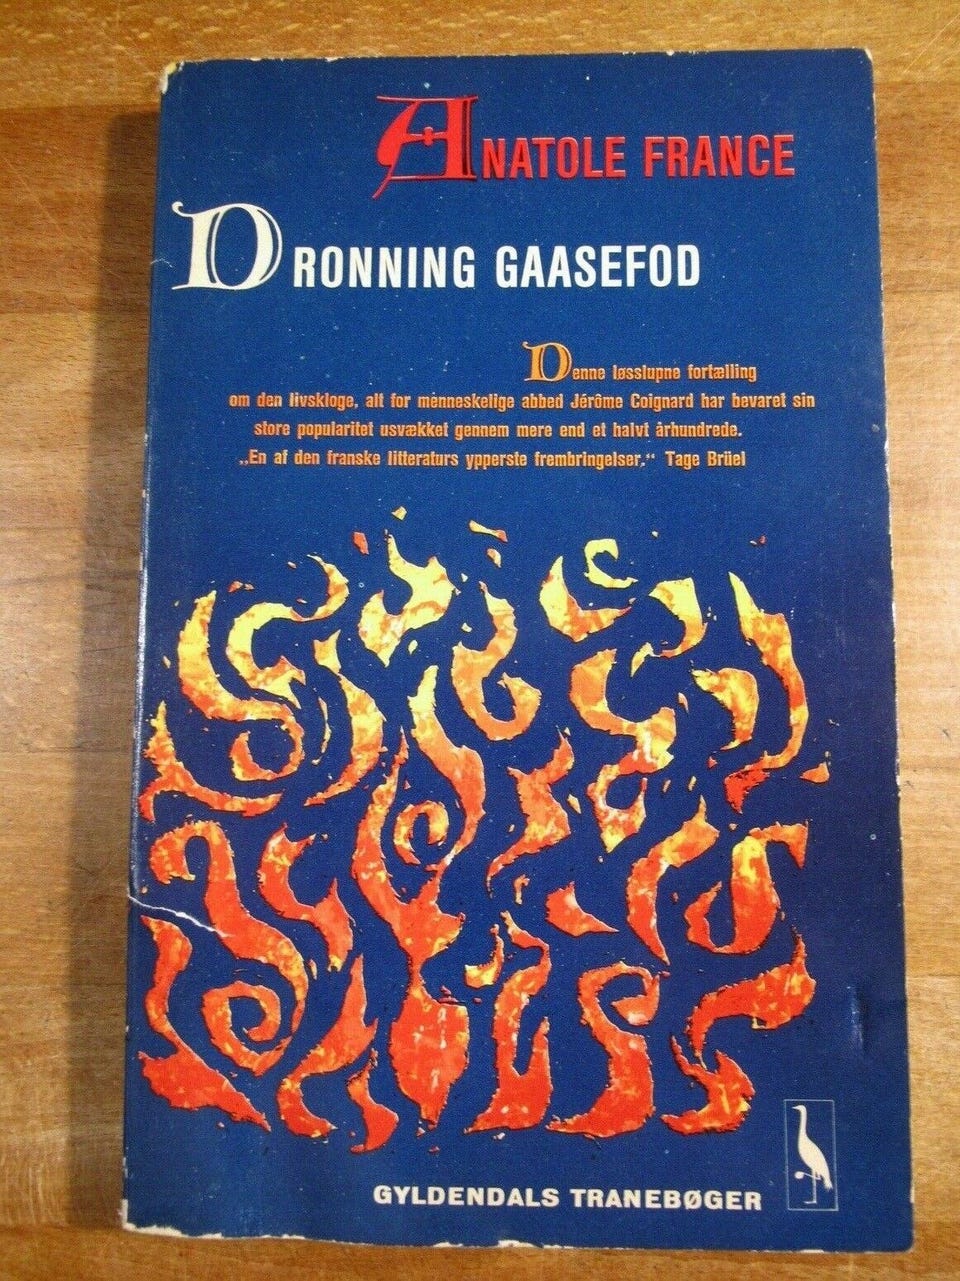 ANATOLE FRANCE
DRONNING GAASEFOD
Denne løsslupne fortælling
om den livskloge, alt for menneskelige abbed Jérôme Coignard har bevaret sin
store popularitet usvækket gennem mere end et halvt århundrede.
„En af den franske litteraturs ypperste frembringelser.“ Tage Brüel
GYLDENDALS TRANEBØGER